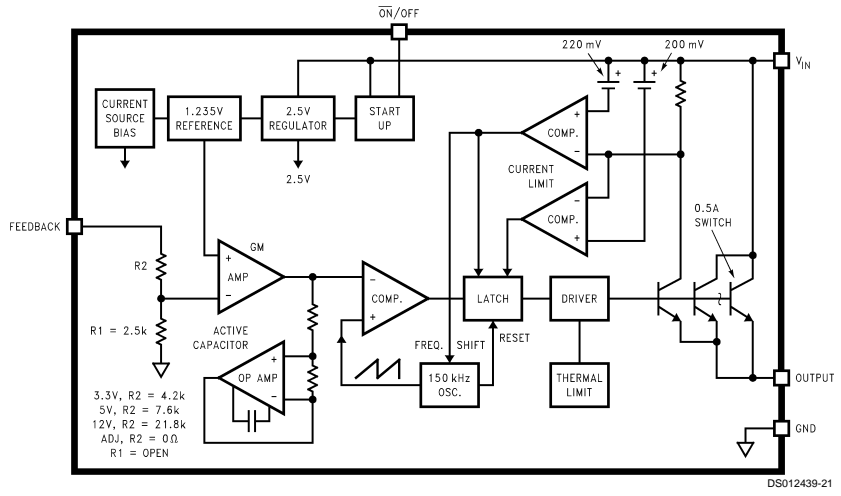 ON/OFF
220 mV
200 mV
+
+
VIN
CURRENT
SOURCE
BIAS
1.235V
REFERENCE
2.5V
REGULATOR
START
UP
2.5V
+
COMP.
−
CURRENT
LIMIT
−
COMP.
+
0.5A
SWITCH
FEEDBACK
R2
R1 = 2.5k
GM
+
AMP
−
−
COMP.
+
LATCH
DRIVER
ACTIVE
CAPACITOR
+
OP AMP
−
FREQ. SHIFT
RESET
150 kHz
OSC.
THERMAL
LIMIT
OUTPUT
GND
3.3V, R2 = 4.2k
5V, R2 = 7.6k
12V, R2 = 21.8k
ADJ, R2 = 0Ω
R1 = OPEN
DS012439-21